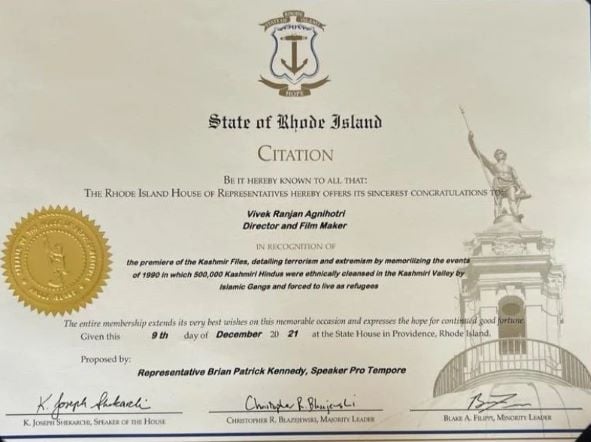 HOPE
State of Rhode Island
CITATION
BE IT HEREBY KNOWN TO ALL THAT:
THE RHODE ISLAND HOUSE OF REPRESENTATIVES HEREBY OFFERS ITS SINCEREST CONGRATULATIONS TO:
Vivek Ranjan Agnihotri
Director and Film Maker
IN RECOGNITION OF
the premiere of the Kashmir Files, detailing terrorism and extremism by memorilizing the events
of 1990 in which 500,000 Kashmiri Hindus were ethnically cleansed in the Kashmiri Valley by
Islamic Gangs and forced to live as refugees
The entire membership extends its very best wishes on this memorable occasion and expresses the hope for continued good fortune.
Given this 9th day of December 20 21 at the State House in Providence, Rhode Island.
Proposed by:
Representative Brian Patrick Kennedy, Speaker Pro Tempore
K. Joseph Shekarchi
K. JOSEPH SHEKARCHI, SPEAKER OF THE HOUSE
Christopher R. Blazejewski
CHRISTOPHER R. BLAZEJEWSKI, MAJORITY LEADER
BLAKE A. FILIPPI, MINORITY LEADER